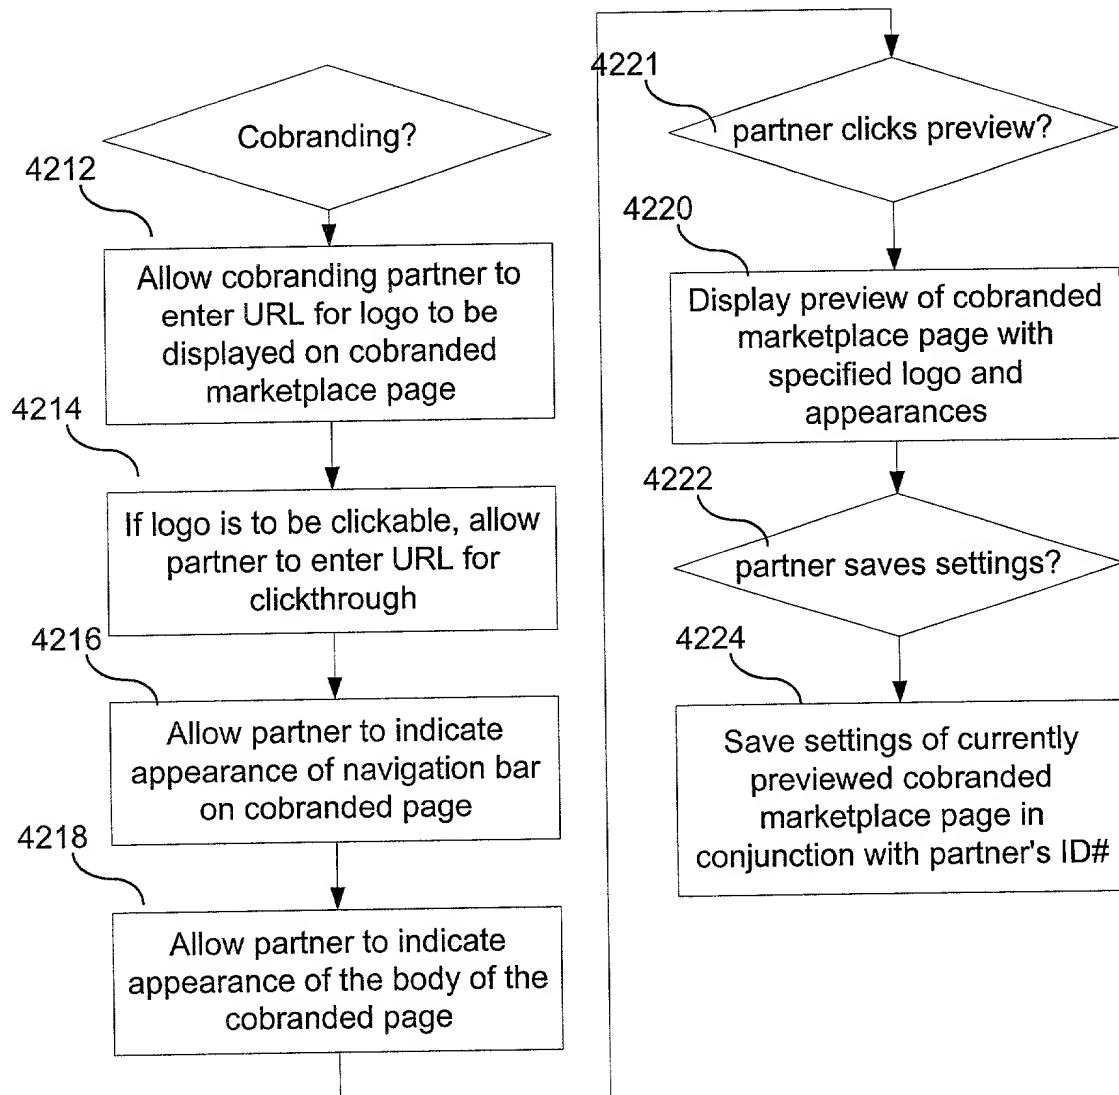 Cobranding?
4212
Allow cobranding partner to
enter URL for logo to be
displayed on cobranded
marketplace page
4214
If logo is to be clickable, allow
partner to enter URL for
clickthrough
4216
Allow partner to indicate
appearance of navigation bar
on cobranded page
4218
Allow partner to indicate
appearance of the body of the
cobranded page
4221
partner clicks preview?
4220
Display preview of cobranded
marketplace page with
specified logo and
appearances
4222
partner saves settings?
4224
Save settings of currently
previewed cobranded
marketplace page in
conjunction with partner's ID#